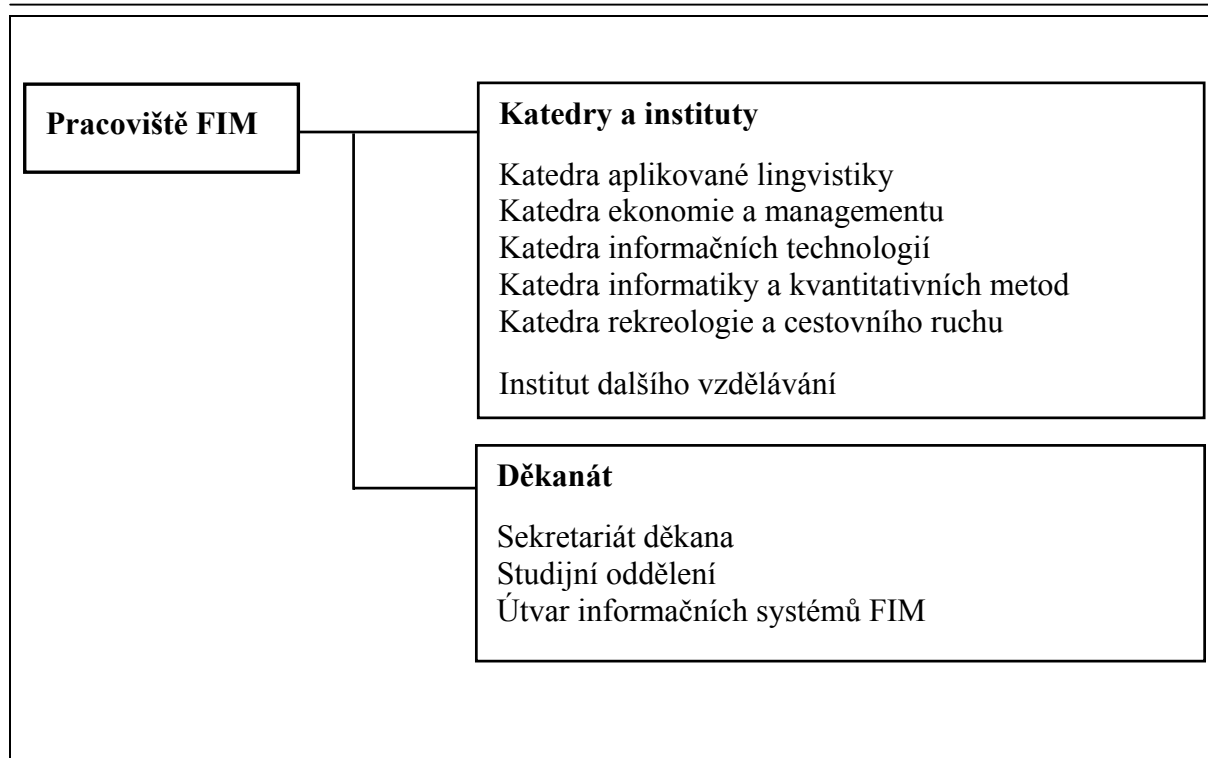 Pracoviště FIM
Katedry a instituty
Katedra aplikované lingvistiky
Katedra ekonomie a managementu
Katedra informačních technologií
Katedra informatiky a kvantitativních metod
Katedra rekreologie a cestovního ruchu
Institut dalšího vzdělávání
Děkanát
Sekretariát děkana
Studijní oddělení
Útvar informačních systémů FIM